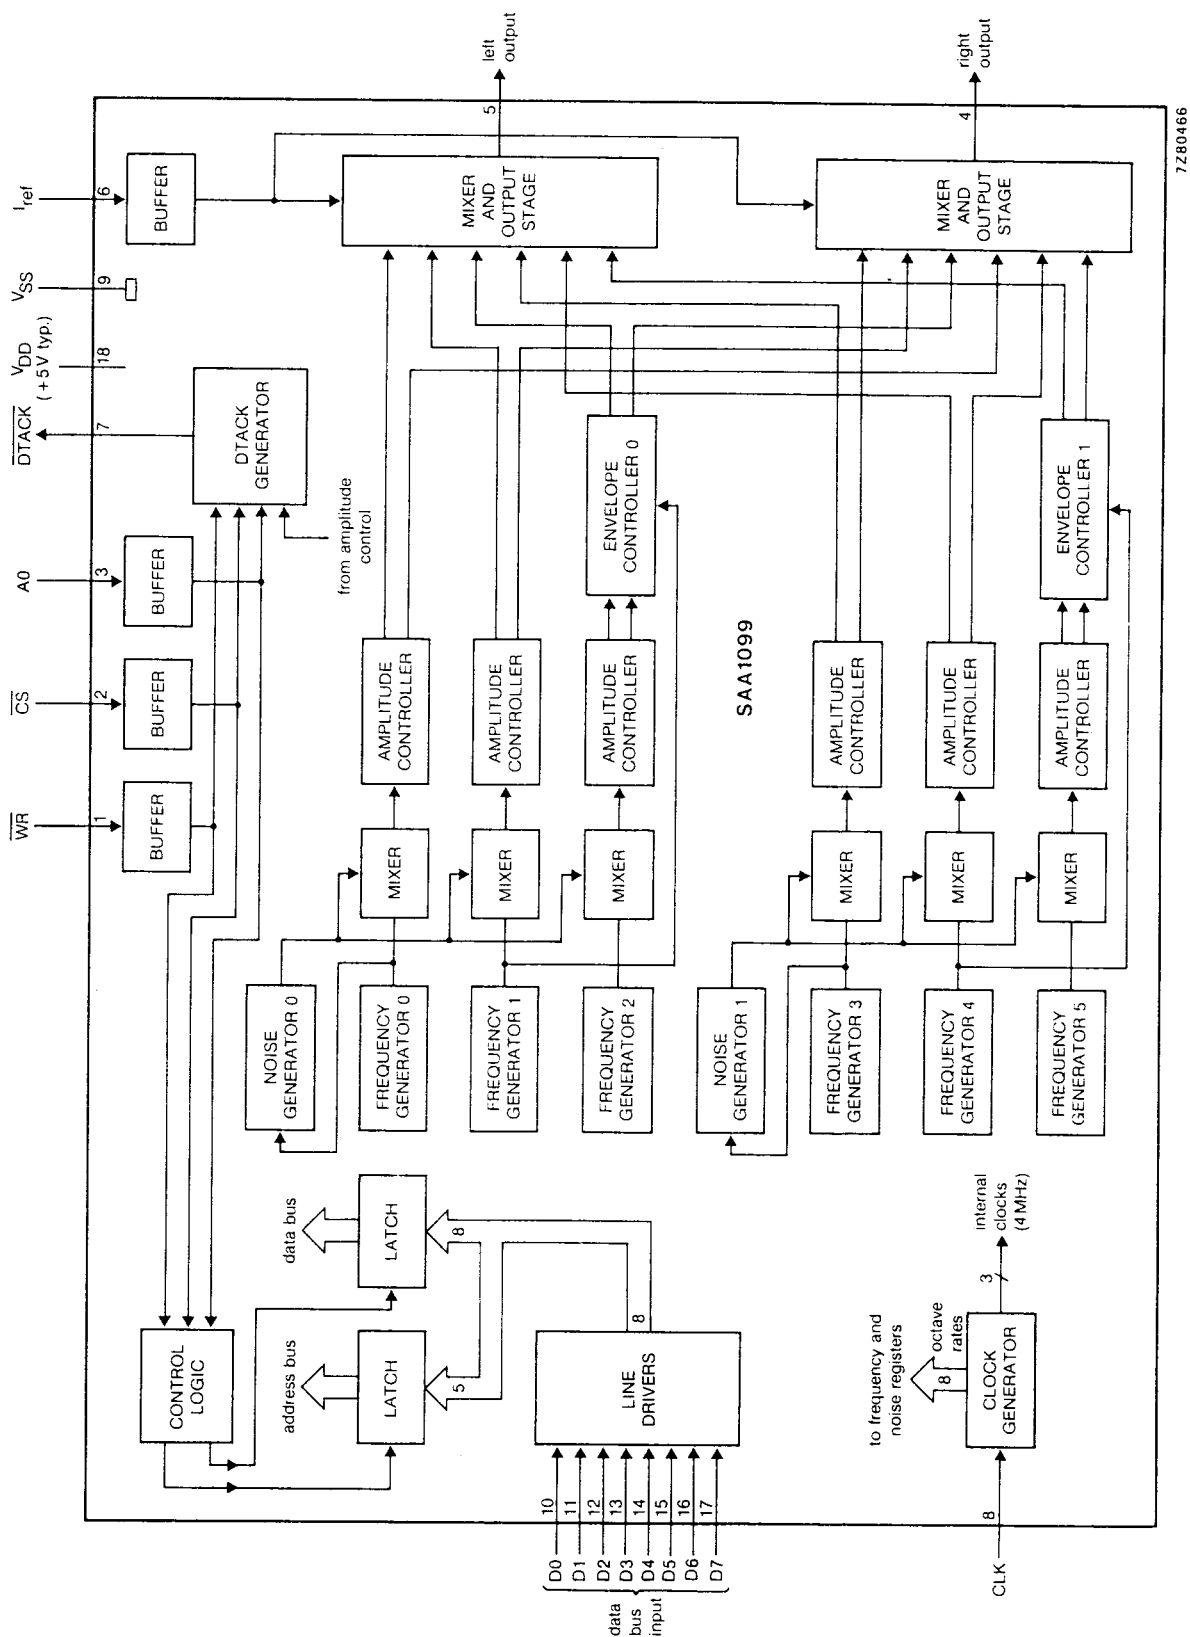 WR
CS
A0
DTACK
VDD
(+5 V typ.)
VSS
Iref
1
2
3
7
18
9
6
BUFFER
BUFFER
BUFFER
BUFFER
CONTROL
LOGIC
DTACK
GENERATOR
from amplitude
control
address bus
data bus
LATCH
LATCH
5
8
8
LINE
DRIVERS
data
bus
input
D0
D1
D2
D3
D4
D5
D6
D7
10
11
12
13
14
15
16
17
NOISE
GENERATOR 0
FREQUENCY
GENERATOR 0
MIXER
AMPLITUDE
CONTROLLER
FREQUENCY
GENERATOR 1
MIXER
AMPLITUDE
CONTROLLER
FREQUENCY
GENERATOR 2
MIXER
AMPLITUDE
CONTROLLER
ENVELOPE
CONTROLLER 0
MIXER
AND
OUTPUT
STAGE
5
left
output
SAA1099
NOISE
GENERATOR 1
FREQUENCY
GENERATOR 3
MIXER
AMPLITUDE
CONTROLLER
FREQUENCY
GENERATOR 4
MIXER
AMPLITUDE
CONTROLLER
FREQUENCY
GENERATOR 5
MIXER
AMPLITUDE
CONTROLLER
ENVELOPE
CONTROLLER 1
MIXER
AND
OUTPUT
STAGE
4
right
output
to frequency and
noise registers
8
octave
rates
CLK
8
CLOCK
GENERATOR
3
internal
clocks
(4 MHz)
7Z80466